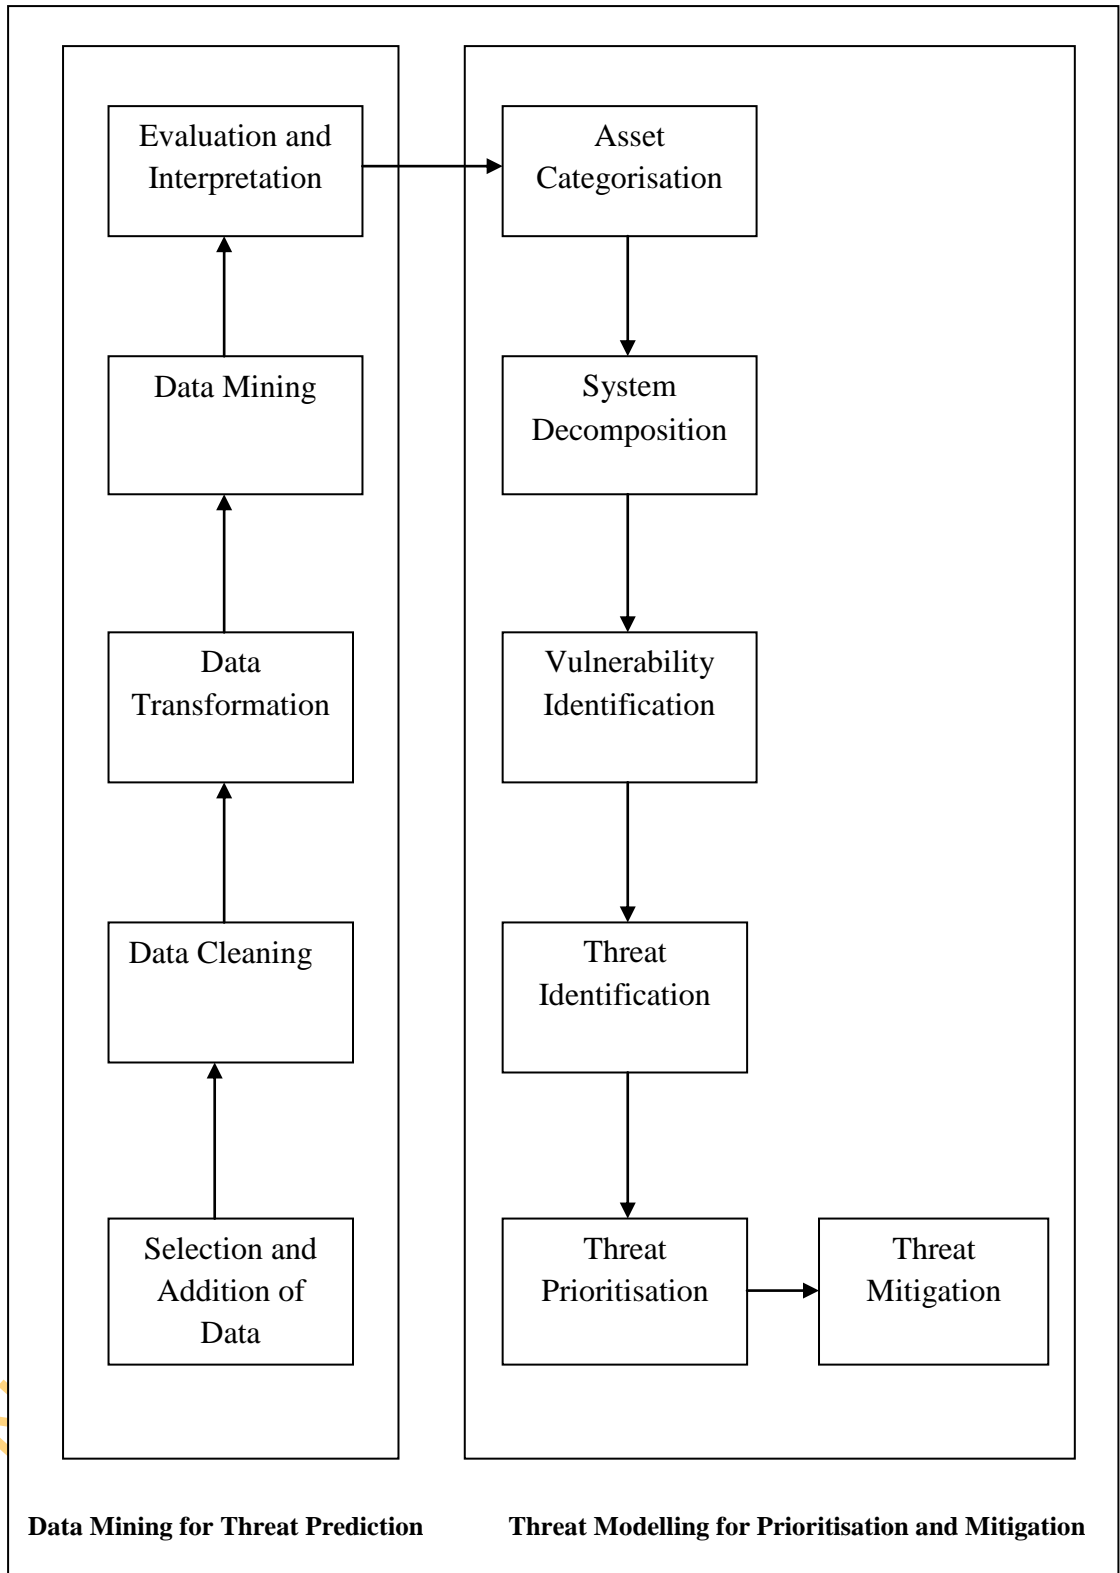 Evaluation and
Interpretation
Asset
Categorisation
Data Mining
System
Decomposition
Data
Transformation
Vulnerability
Identification
Data Cleaning
Threat
Identification
Selection and
Addition of
Data
Threat
Prioritisation
Threat
Mitigation
Data Mining for Threat Prediction
Threat Modelling for Prioritisation and Mitigation